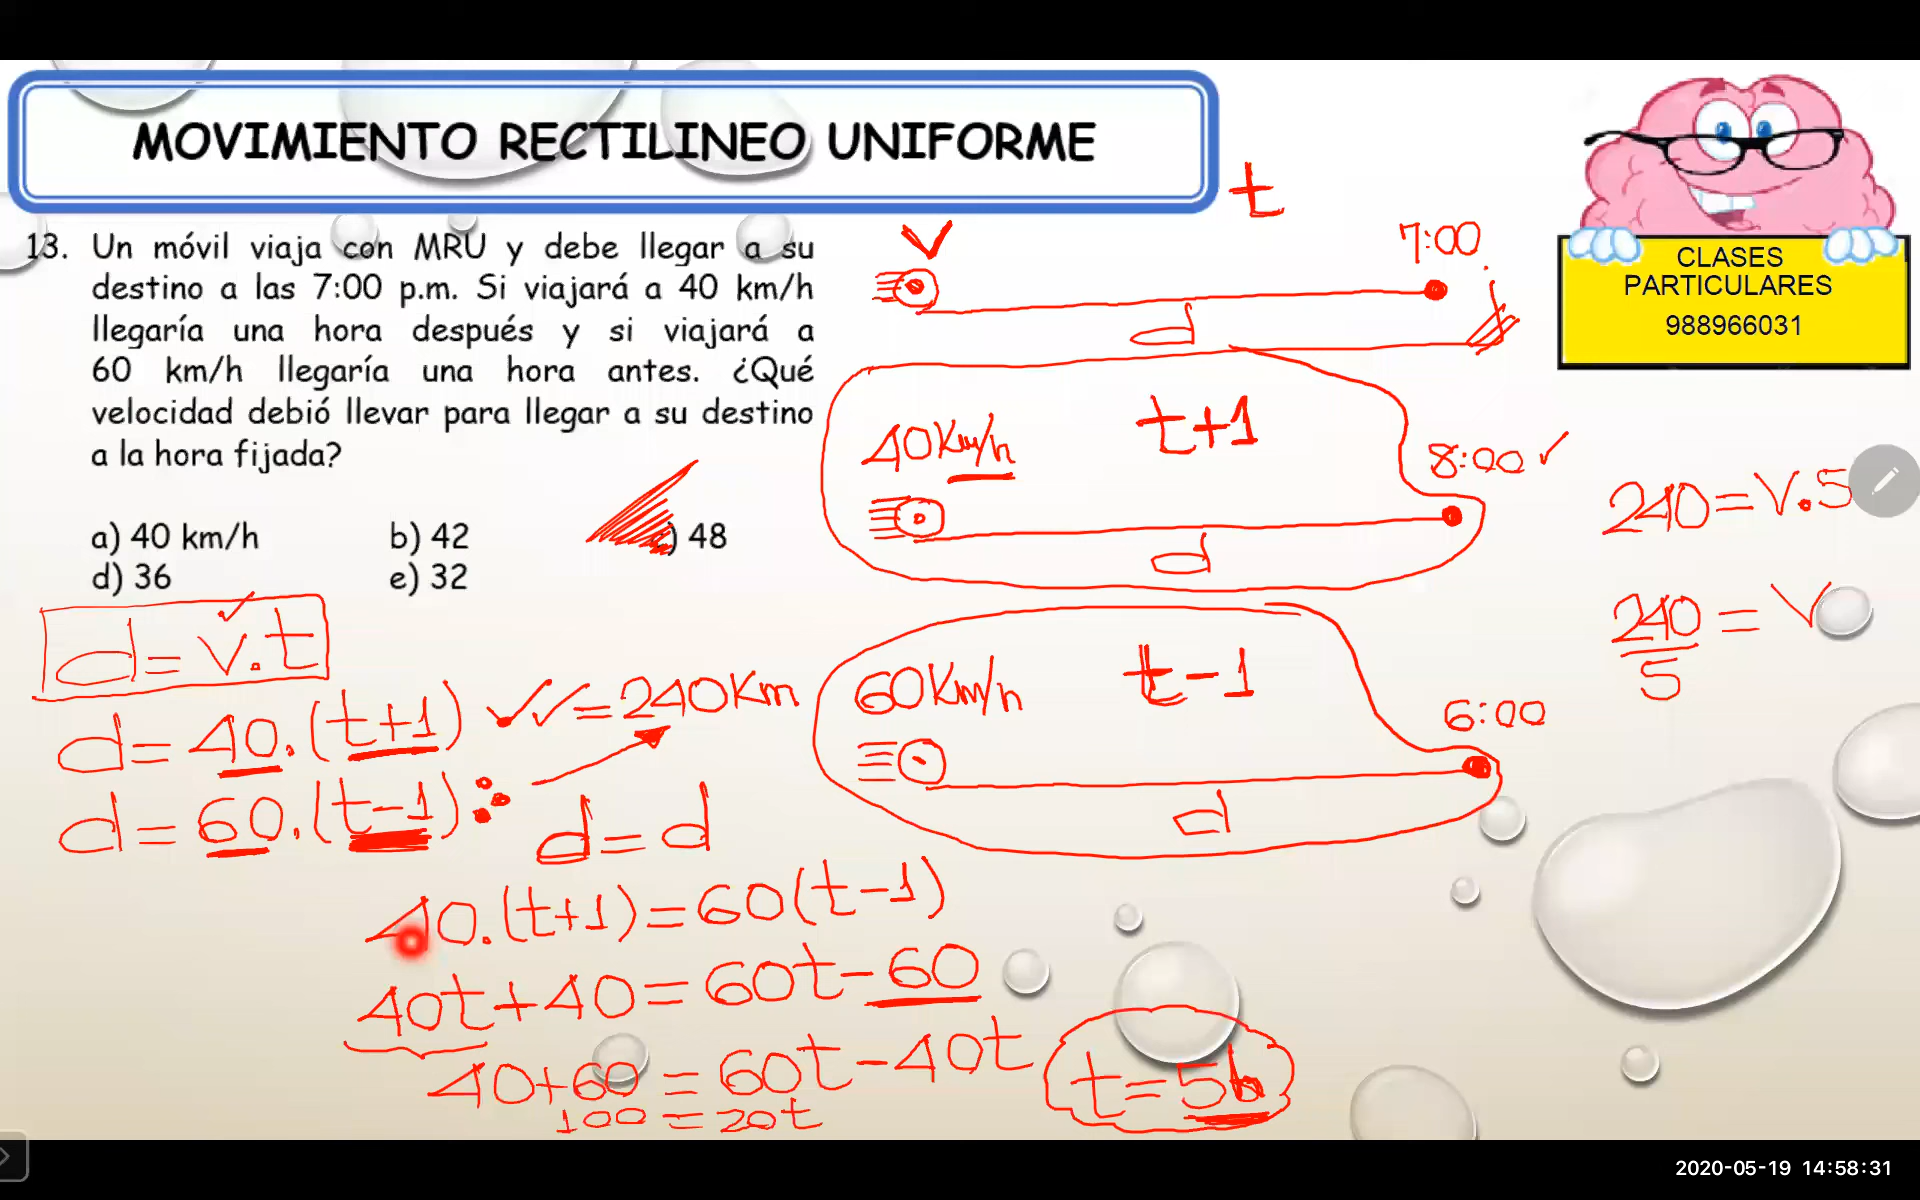 MOVIMIENTO RECTILINEO UNIFORME
13. Un móvil viaja con MRU y debe llegar a su
destino a las 7:00 p.m. Si viajará a 40 km/h
llegaría una hora después y si viajará a
60 km/h llegaría una hora antes. ¿Qué
velocidad debió llevar para llegar a su destino
a la hora fijada?
a) 40 km/h b) 42 ) 48
d) 36 e) 32
CLASES
PARTICULARES
988966031
t
V 7:00
d
40Km/h t+1 8:00
d
60Km/h t-1 6:00
d
240=V.5
240/5 = V
d=v.t
d=40.(t+1) =240Km
d=60.(t-1)
d=d
40.(t+1)=60(t-1)
40t+40=60t-60
40+60=60t-40t
100=20t
t=5h
2020-05-19 14:58:31